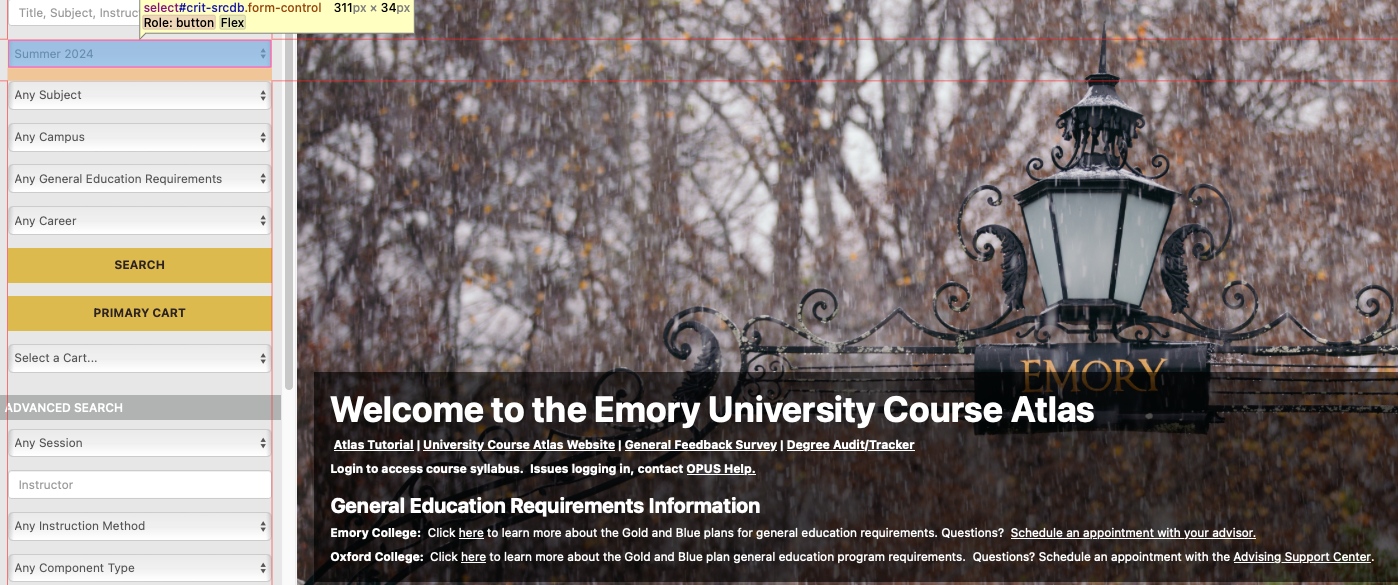 Title, Subject, Instruc
select#crit-srcdb.form-control 311px × 34px
Role: button Flex
Summer 2024
Any Subject
Any Campus
Any General Education Requirements
Any Career
SEARCH
PRIMARY CART
Select a Cart...
ADVANCED SEARCH
Any Session
Instructor
Any Instruction Method
Any Component Type
EMORY
Welcome to the Emory University Course Atlas
Atlas Tutorial | University Course Atlas Website | General Feedback Survey | Degree Audit/Tracker
Login to access course syllabus. Issues logging in, contact OPUS Help.
General Education Requirements Information
Emory College: Click here to learn more about the Gold and Blue plans for general education requirements. Questions? Schedule an appointment with your advisor.
Oxford College: Click here to learn more about the Gold and Blue plan general education program requirements. Questions? Schedule an appointment with the Advising Support Center.